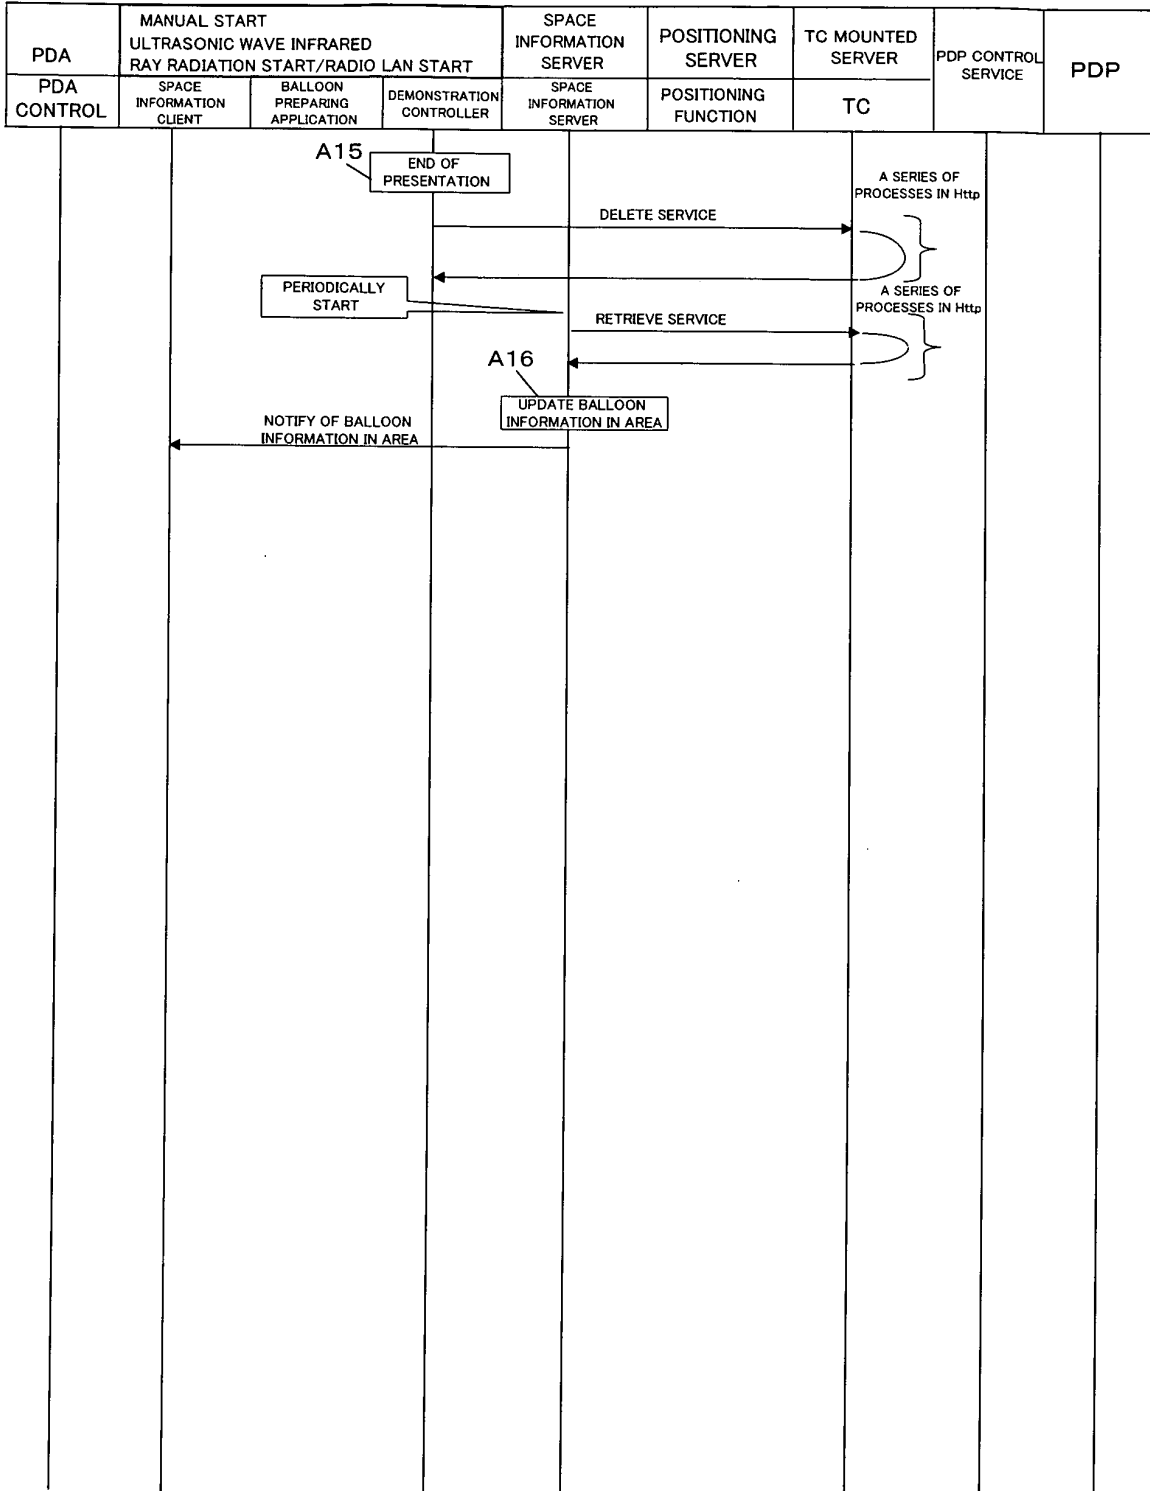 PDA
MANUAL START
ULTRASONIC WAVE INFRARED
RAY RADIATION START/RADIO LAN START
SPACE
INFORMATION
SERVER
POSITIONING
SERVER
TC MOUNTED
SERVER
PDP CONTROL
SERVICE
PDP
PDA
CONTROL
SPACE
INFORMATION
CLIENT
BALLOON
PREPARING
APPLICATION
DEMONSTRATION
CONTROLLER
SPACE
INFORMATION
SERVER
POSITIONING
FUNCTION
TC
A15
END OF
PRESENTATION
A SERIES OF
PROCESSES IN Http
DELETE SERVICE
PERIODICALLY
START
A SERIES OF
PROCESSES IN Http
RETRIEVE SERVICE
A16
UPDATE BALLOON
INFORMATION IN AREA
NOTIFY OF BALLOON
INFORMATION IN AREA